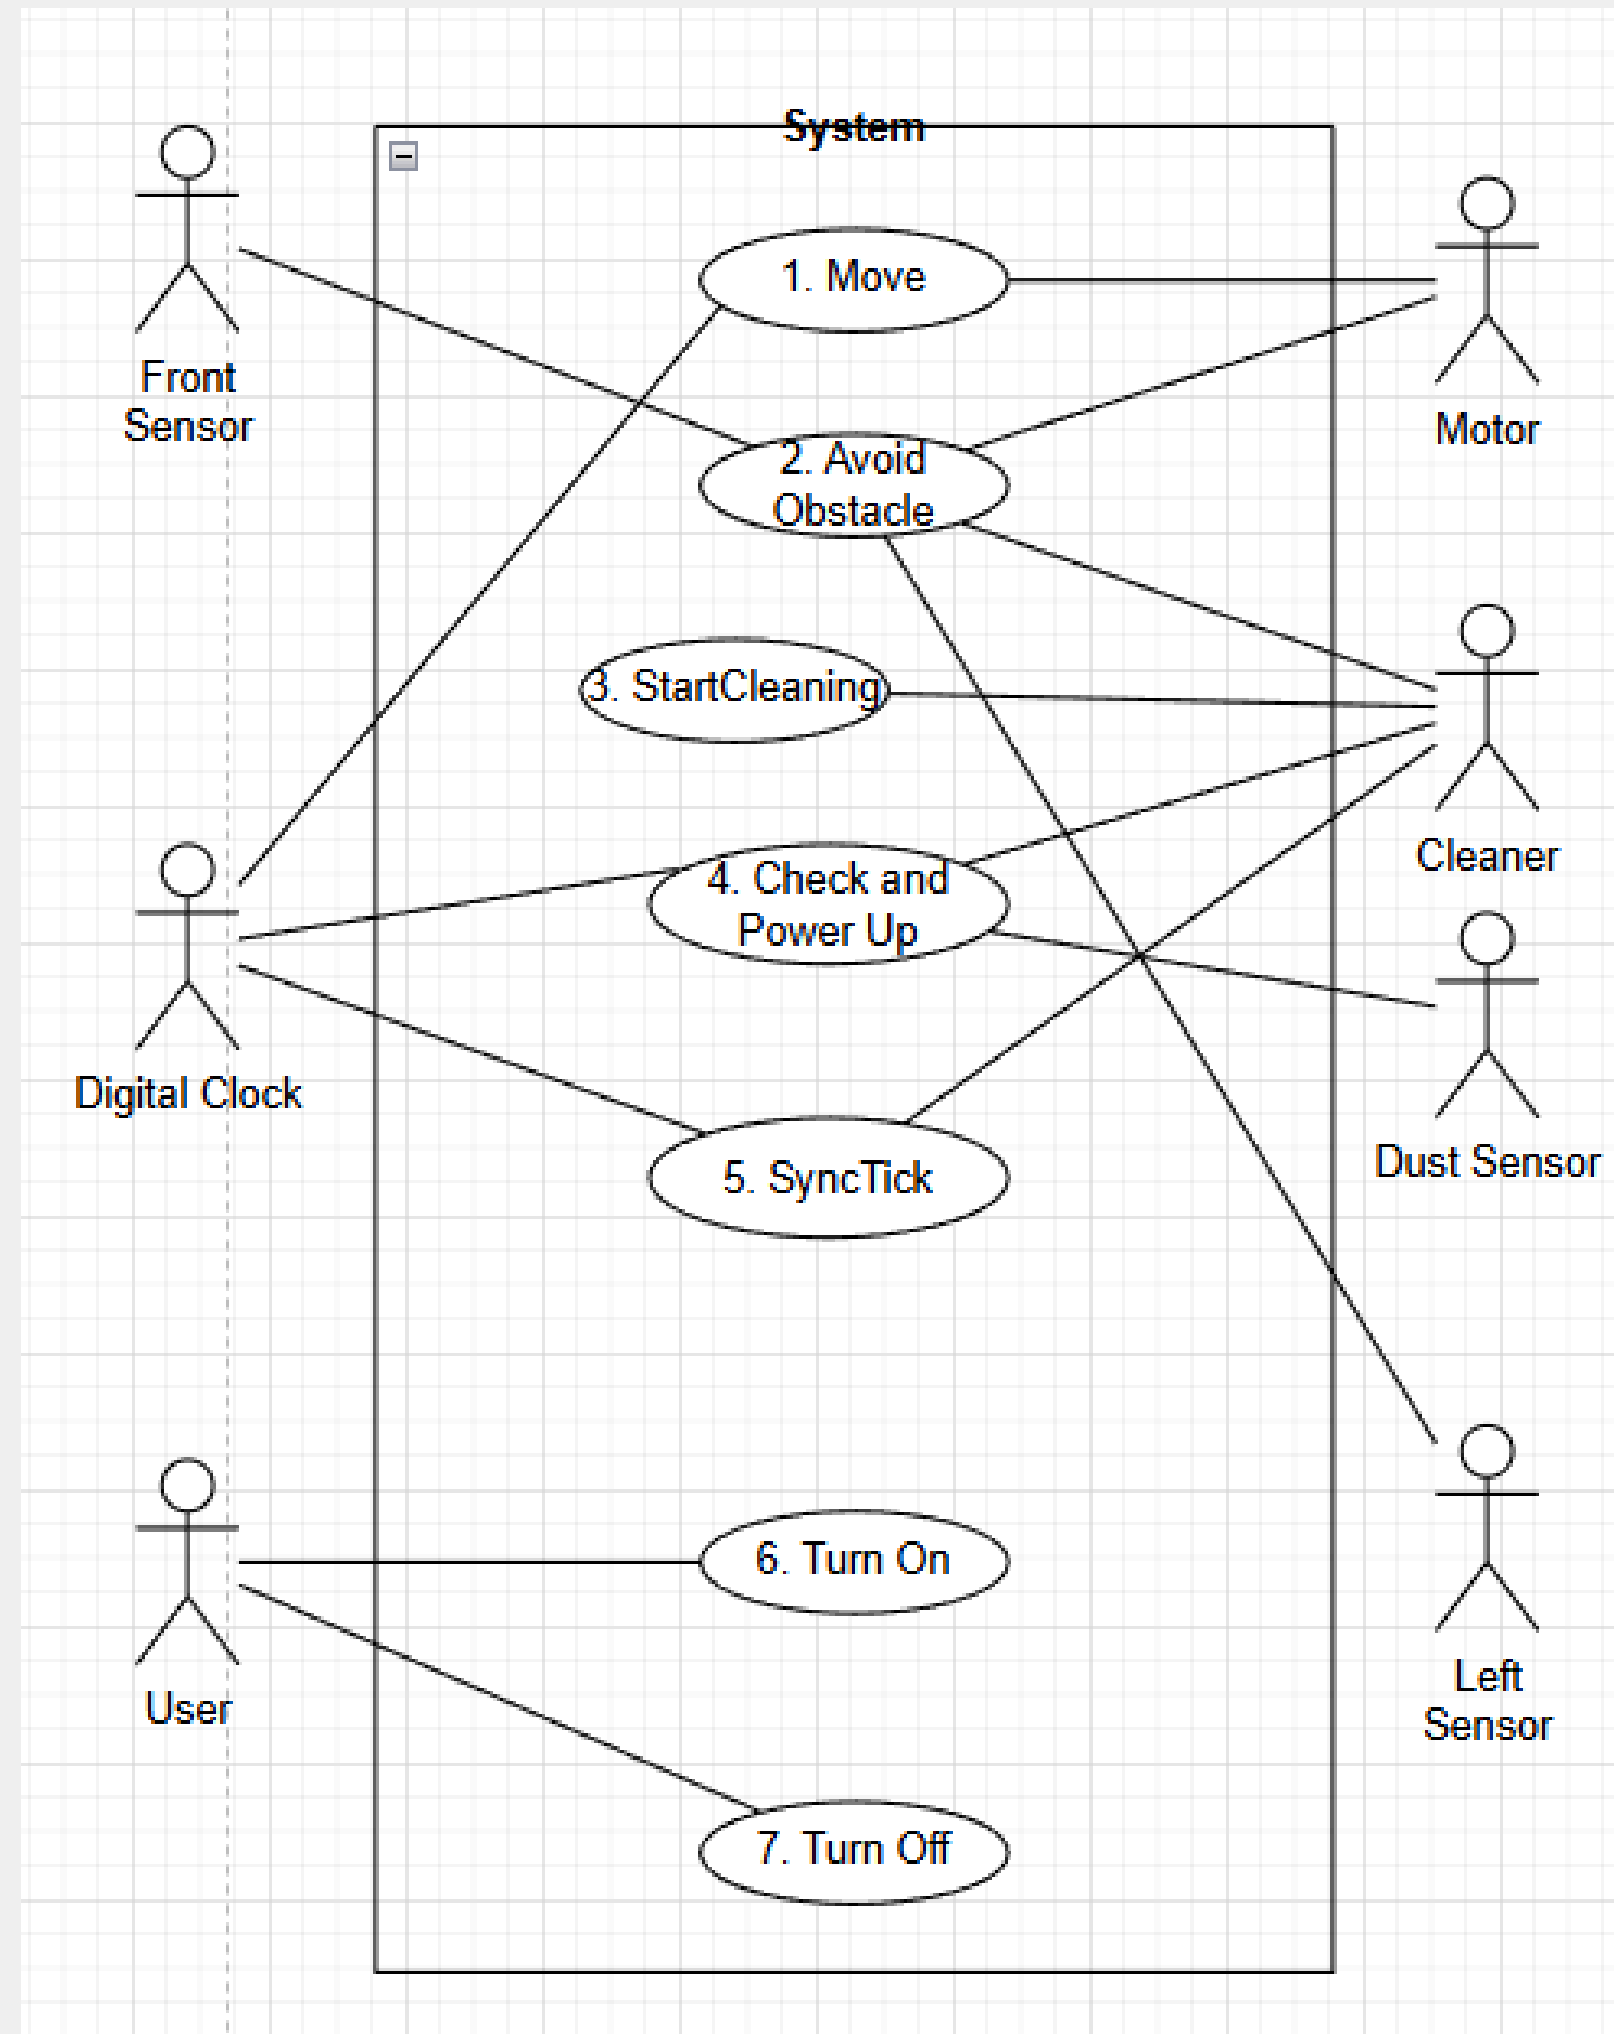 System
1. Move
2. Avoid
Obstacle
3. StartCleaning
4. Check and
Power Up
5. SyncTick
6. Turn On
7. Turn Off
Front
Sensor
Digital Clock
User
Motor
Cleaner
Dust Sensor
Left
Sensor